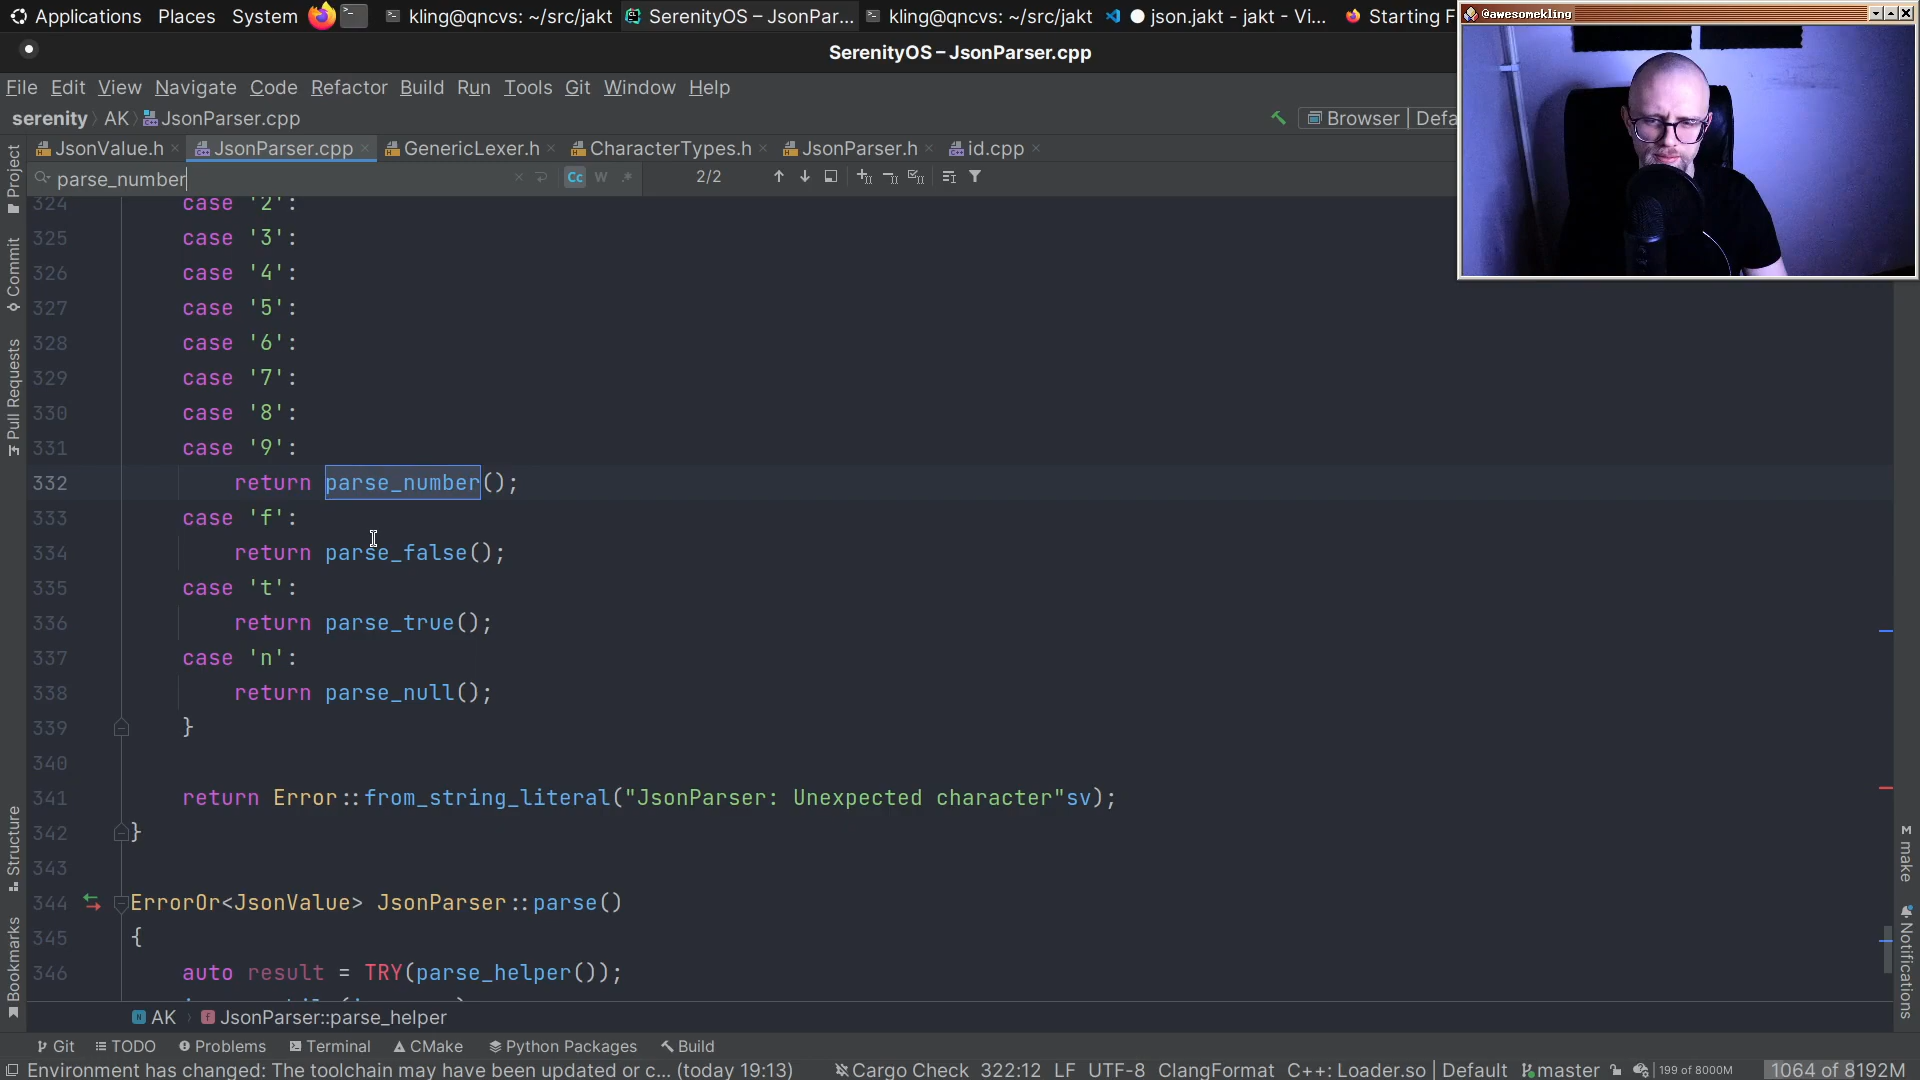 Applications Places System kling@qncvs: ~/src/jakt SerenityOS – JsonPar... kling@qncvs: ~/src/jakt json.jakt - jakt - Vi... Starting F
@awesomekling
SerenityOS – JsonParser.cpp
File Edit View Navigate Code Refactor Build Run Tools Git Window Help
serenity AK JsonParser.cpp Browser | Defa
JsonValue.h JsonParser.cpp GenericLexer.h CharacterTypes.h JsonParser.h id.cpp
parse_number Cc W .* 2/2
324 case '2':
325 case '3':
326 case '4':
327 case '5':
328 case '6':
329 case '7':
330 case '8':
331 case '9':
332 return parse_number();
333 case 'f':
334 return parse_false();
335 case 't':
336 return parse_true();
337 case 'n':
338 return parse_null();
339 }
340
341 return Error::from_string_literal("JsonParser: Unexpected character"sv);
342 }
343
344 ErrorOr<JsonValue> JsonParser::parse()
345 {
346 auto result = TRY(parse_helper());
Project
Commit
Pull Requests
Structure
Bookmarks
M make
Notifications
AK JsonParser::parse_helper
Git TODO Problems Terminal CMake Python Packages Build
Environment has changed: The toolchain may have been updated or c... (today 19:13) Cargo Check 322:12 LF UTF-8 ClangFormat C++: Loader.so | Default master 199 of 8000M 1064 of 8192M